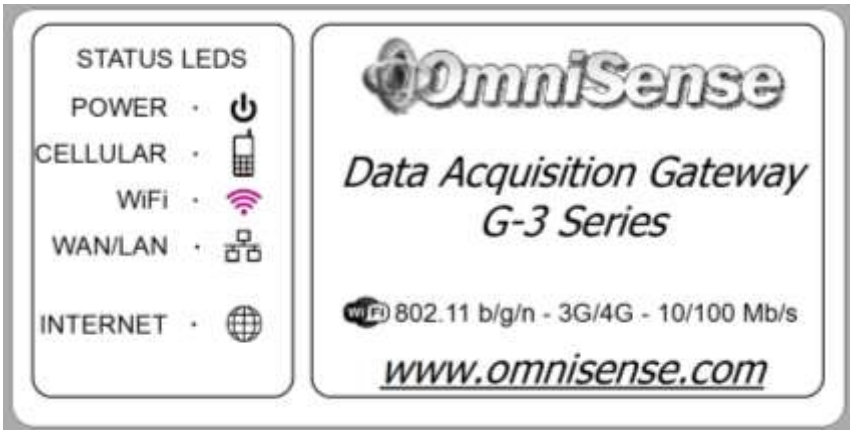 STATUS LEDS
POWER
CELLULAR
WiFi
WAN/LAN
INTERNET
OmniSense
Data Acquisition Gateway
G-3 Series
WiFi 802.11 b/g/n - 3G/4G - 10/100 Mb/s
www.omnisense.com